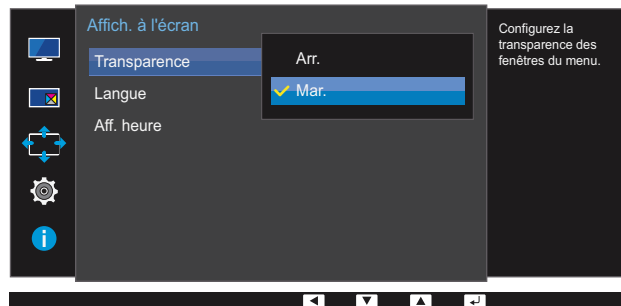 Affich. à l'écran
Transparence
Langue
Aff. heure
Arr.
Mar.
Configurez la
transparence des
fenêtres du menu.